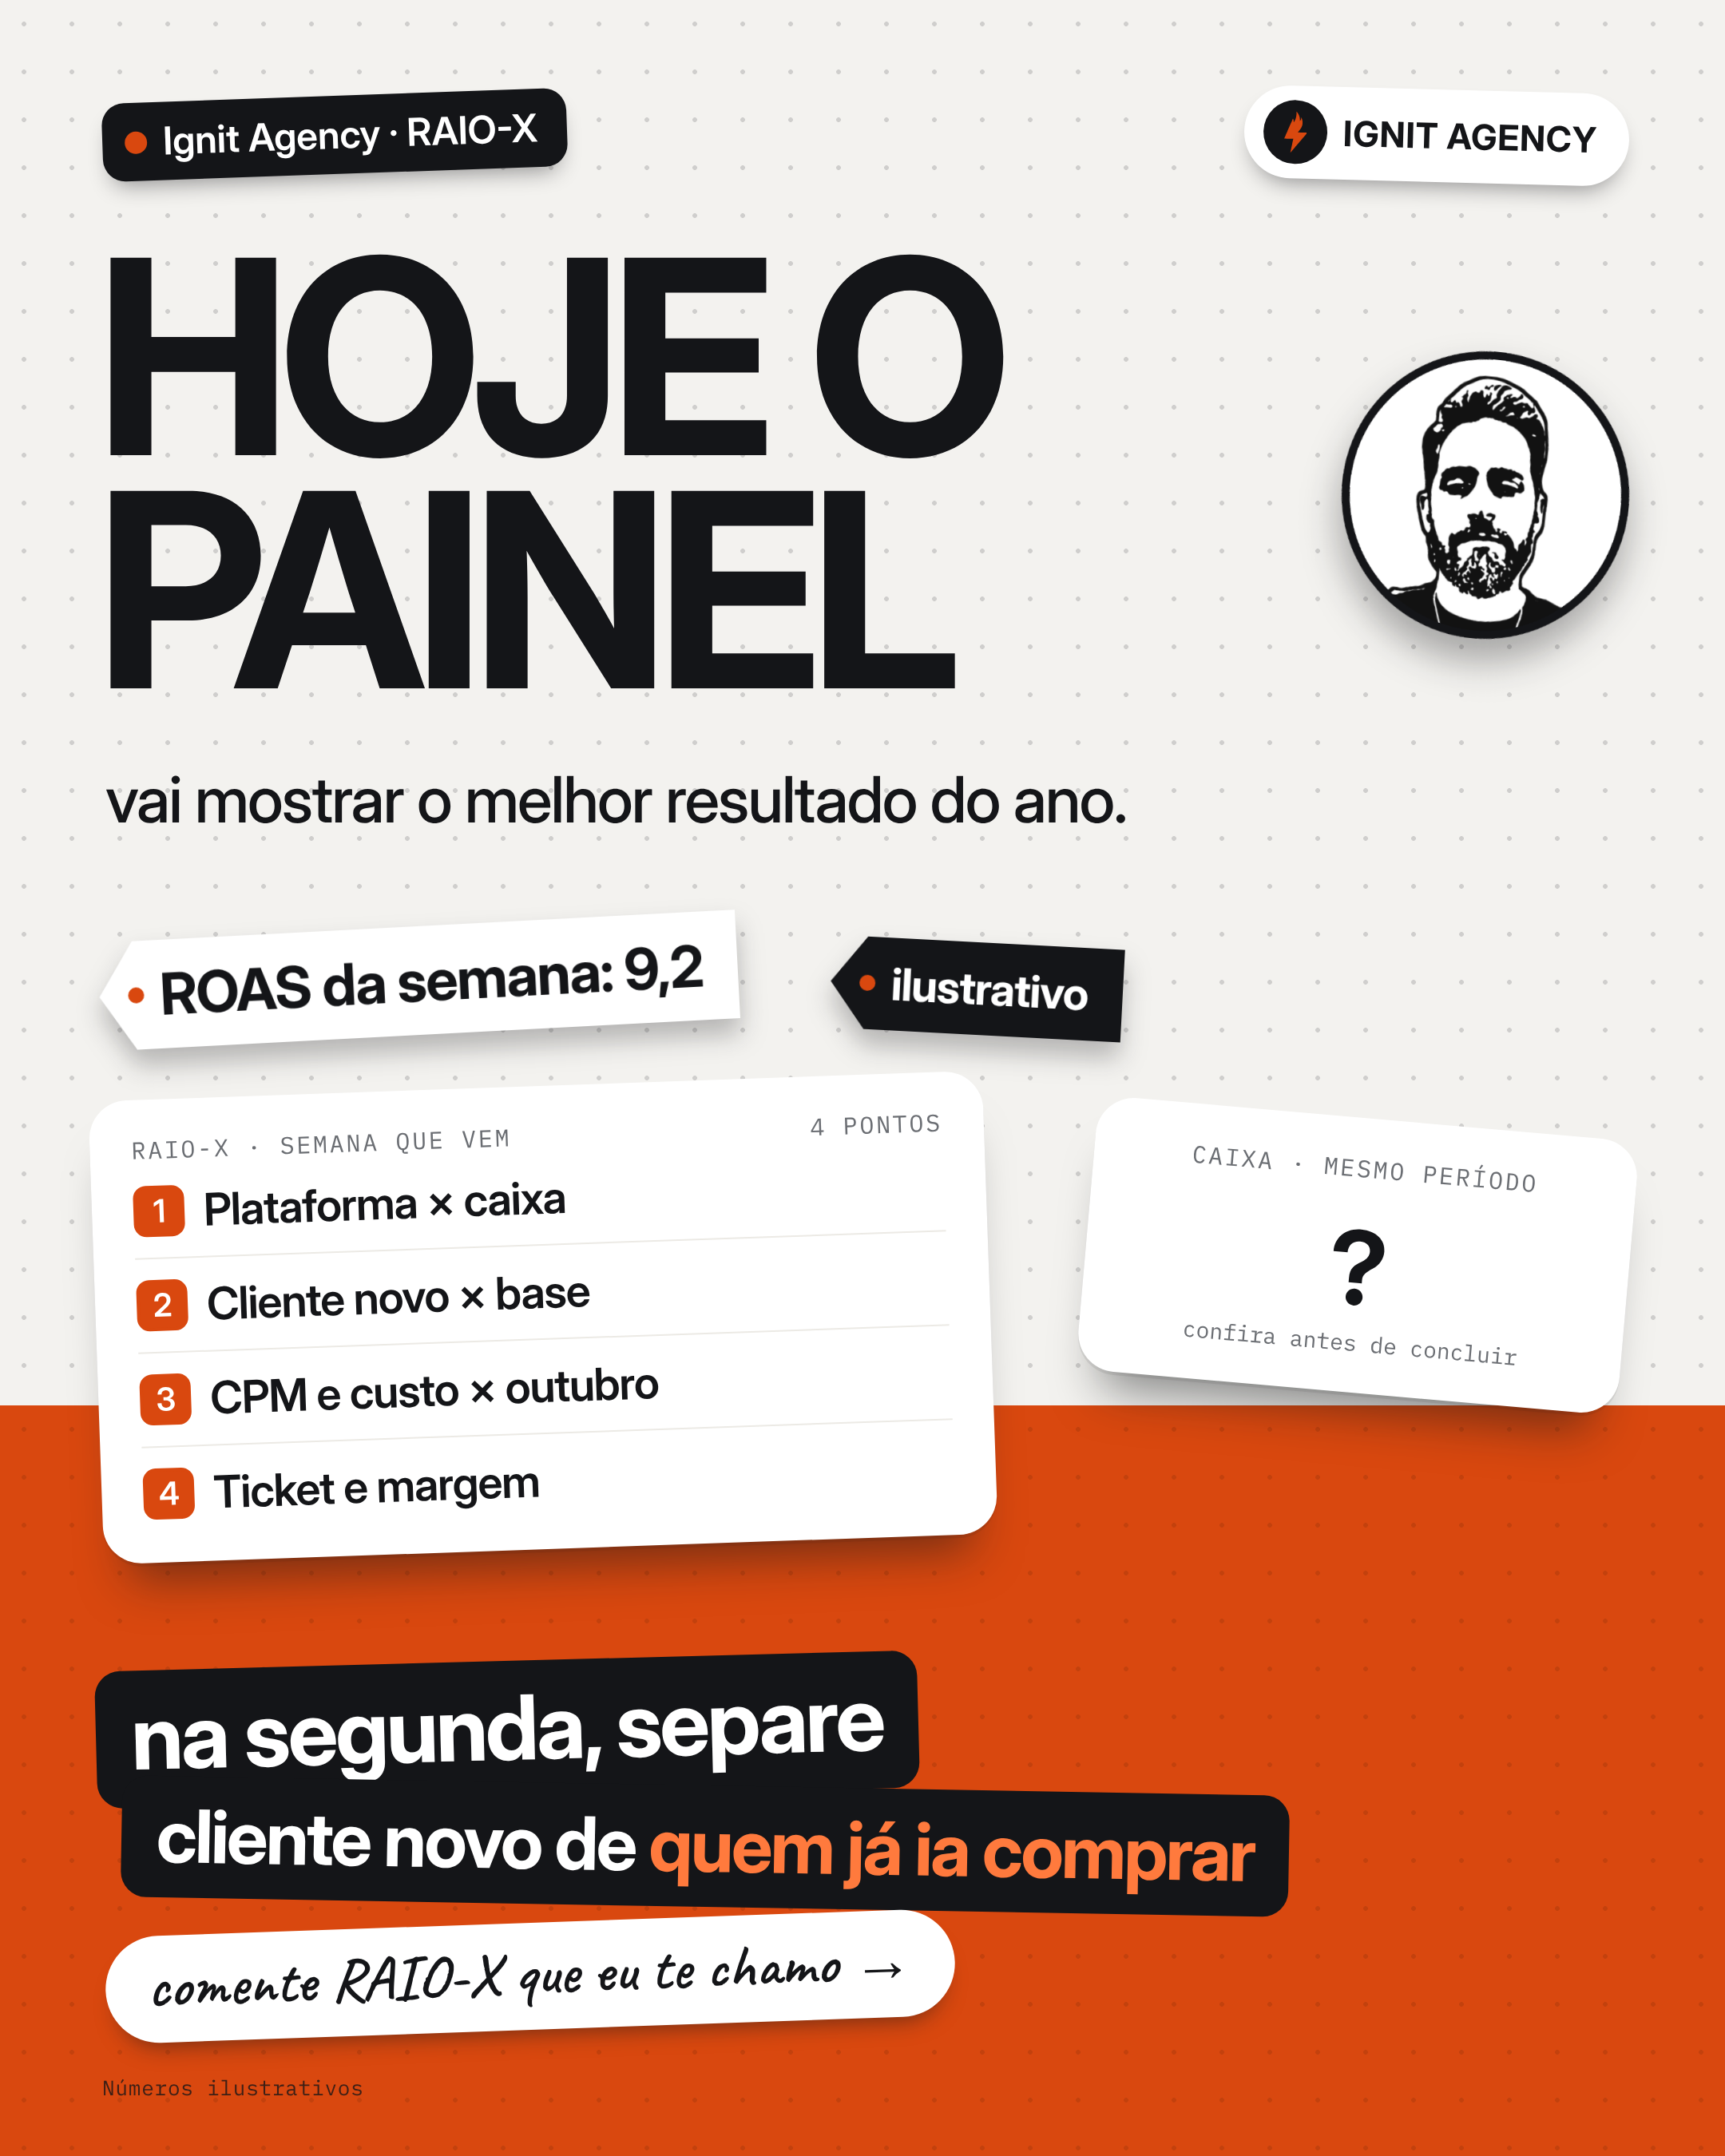 Ignit Agency · RAIO-X
IGNIT AGENCY
HOJE O
PAINEL
vai mostrar o melhor resultado do ano.
ROAS da semana: 9,2
ilustrativo
RAIO-X · SEMANA QUE VEM
4 PONTOS
1 Plataforma × caixa
2 Cliente novo × base
3 CPM e custo × outubro
4 Ticket e margem
CAIXA · MESMO PERÍODO
?
confira antes de concluir
na segunda, separe
cliente novo de quem já ia comprar
comente RAIO-X que eu te chamo →
Números ilustrativos